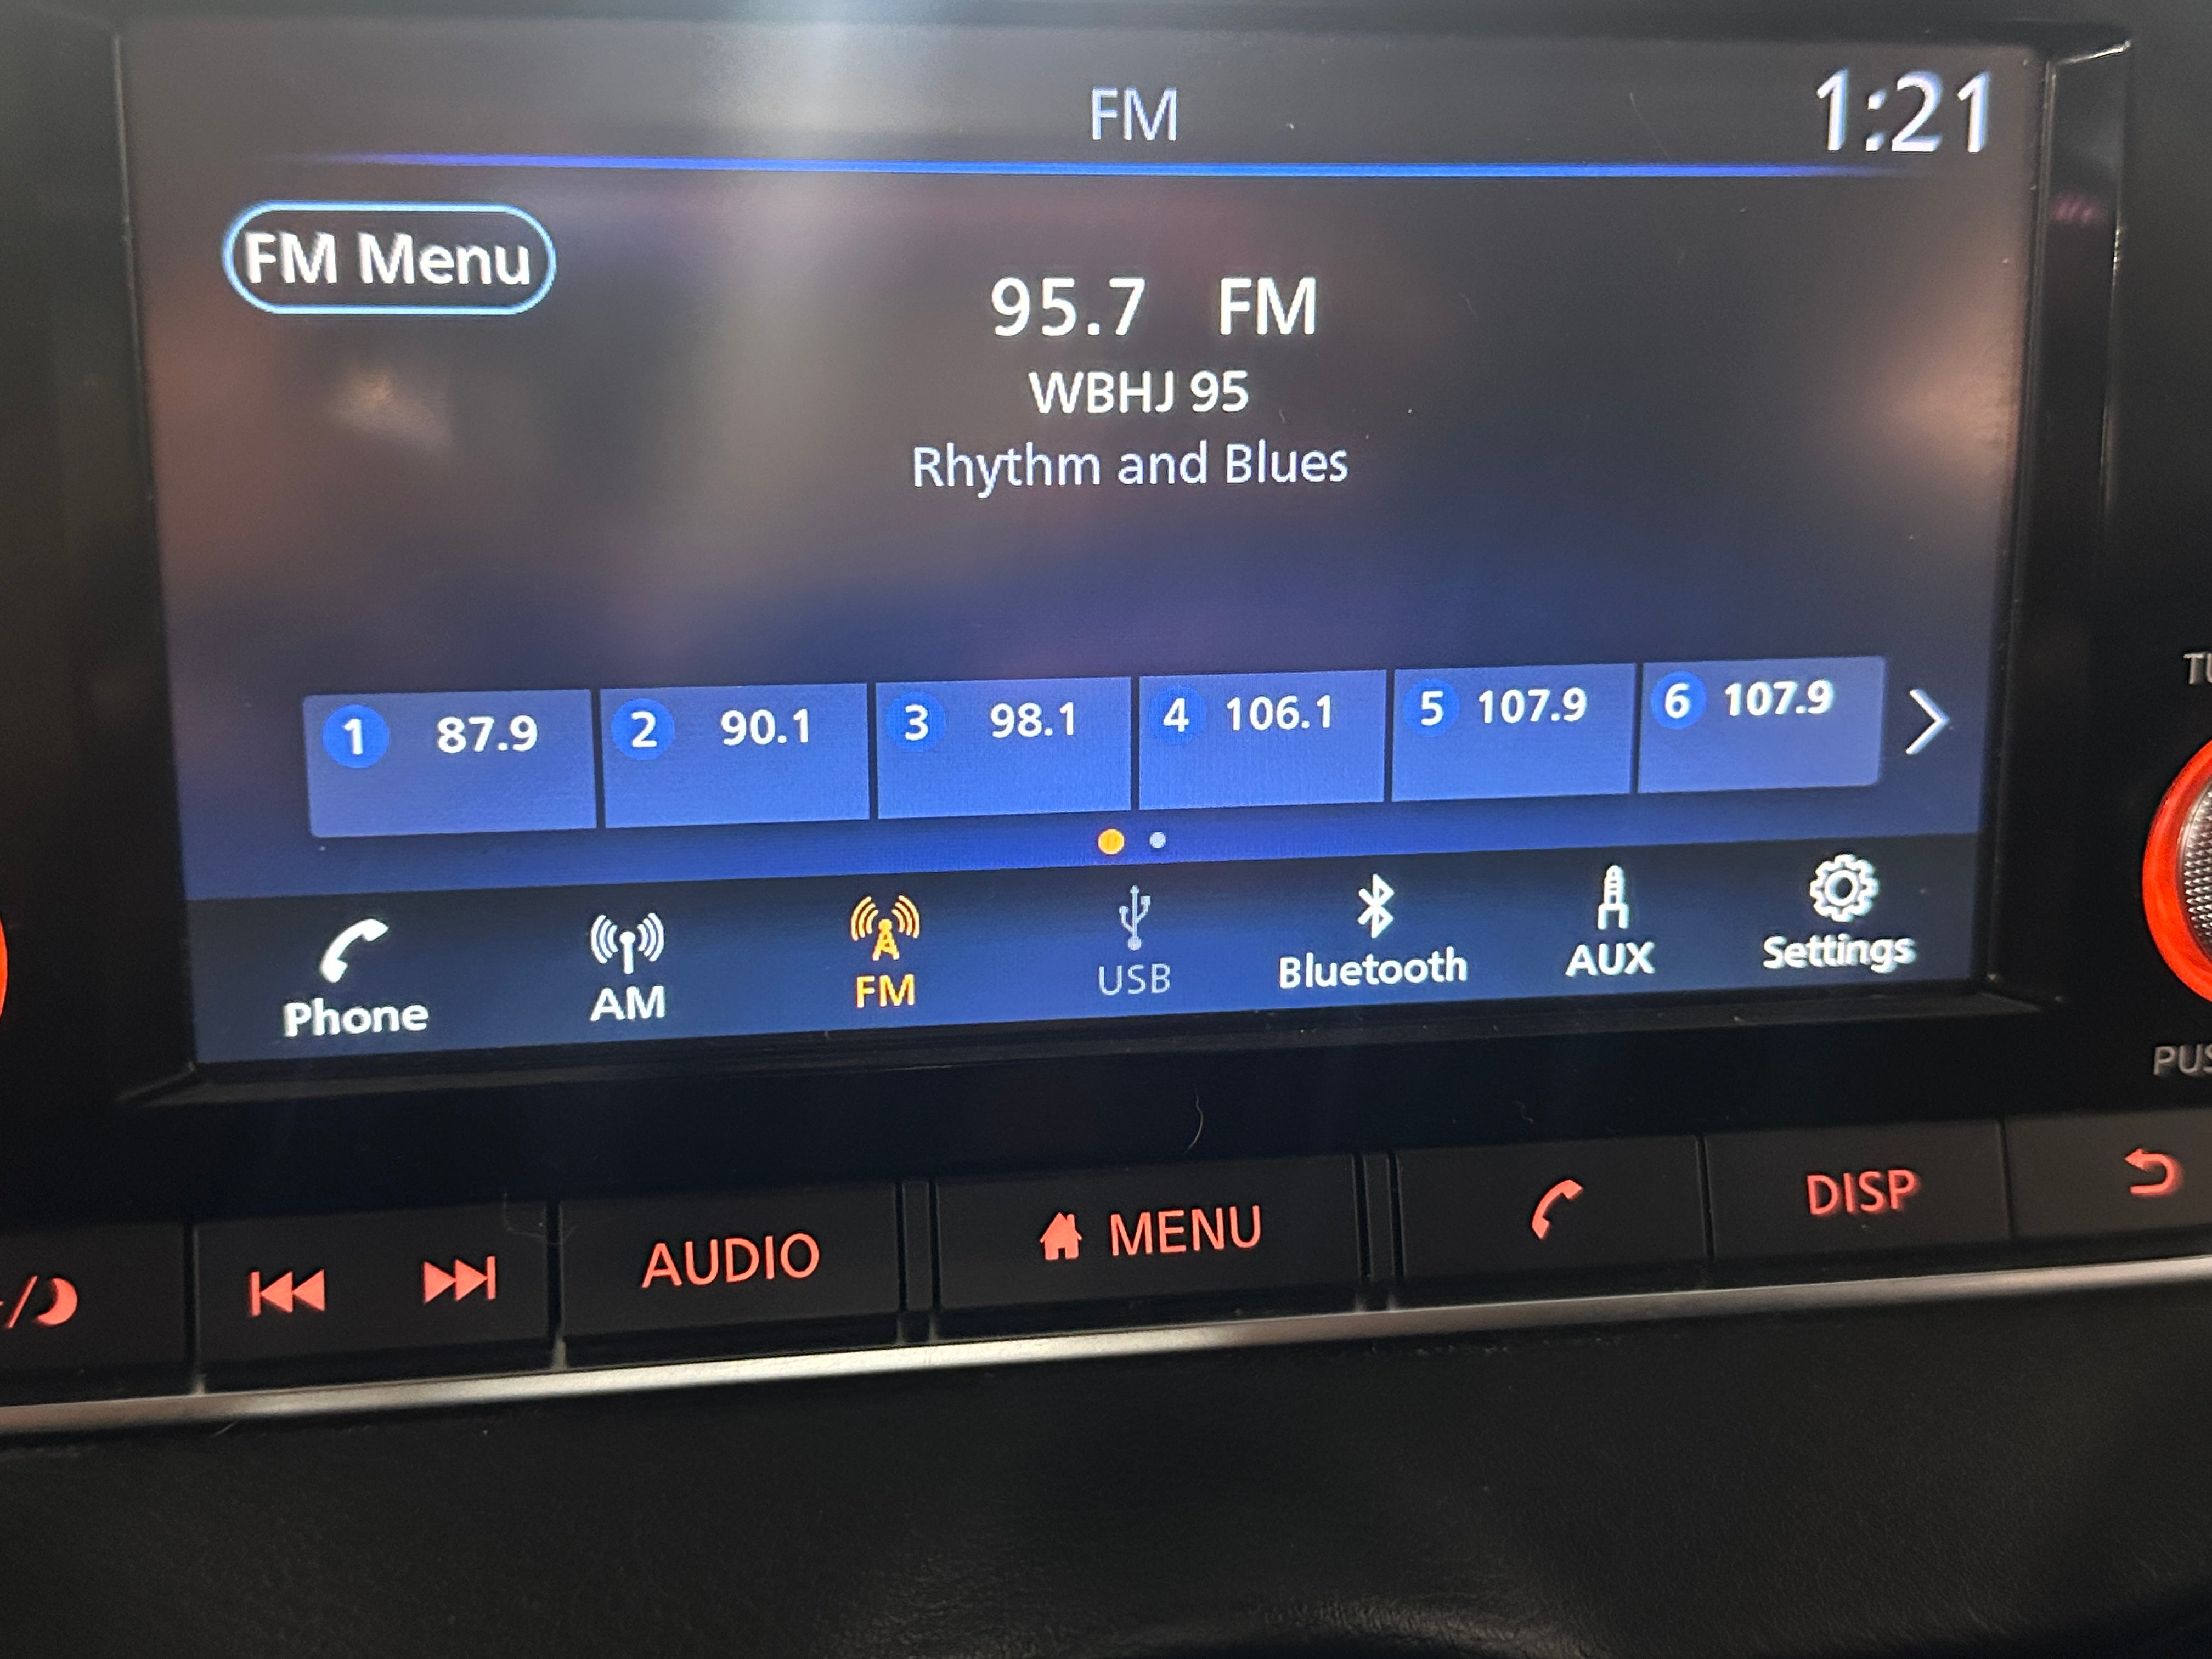 FM
1:21
FM Menu
95.7 FM
WBHJ 95
Rhythm and Blues
1 87.9 2 90.1 3 98.1 4 106.1 5 107.9 6 107.9
Phone AM FM USB Bluetooth AUX Settings
AUDIO MENU DISP